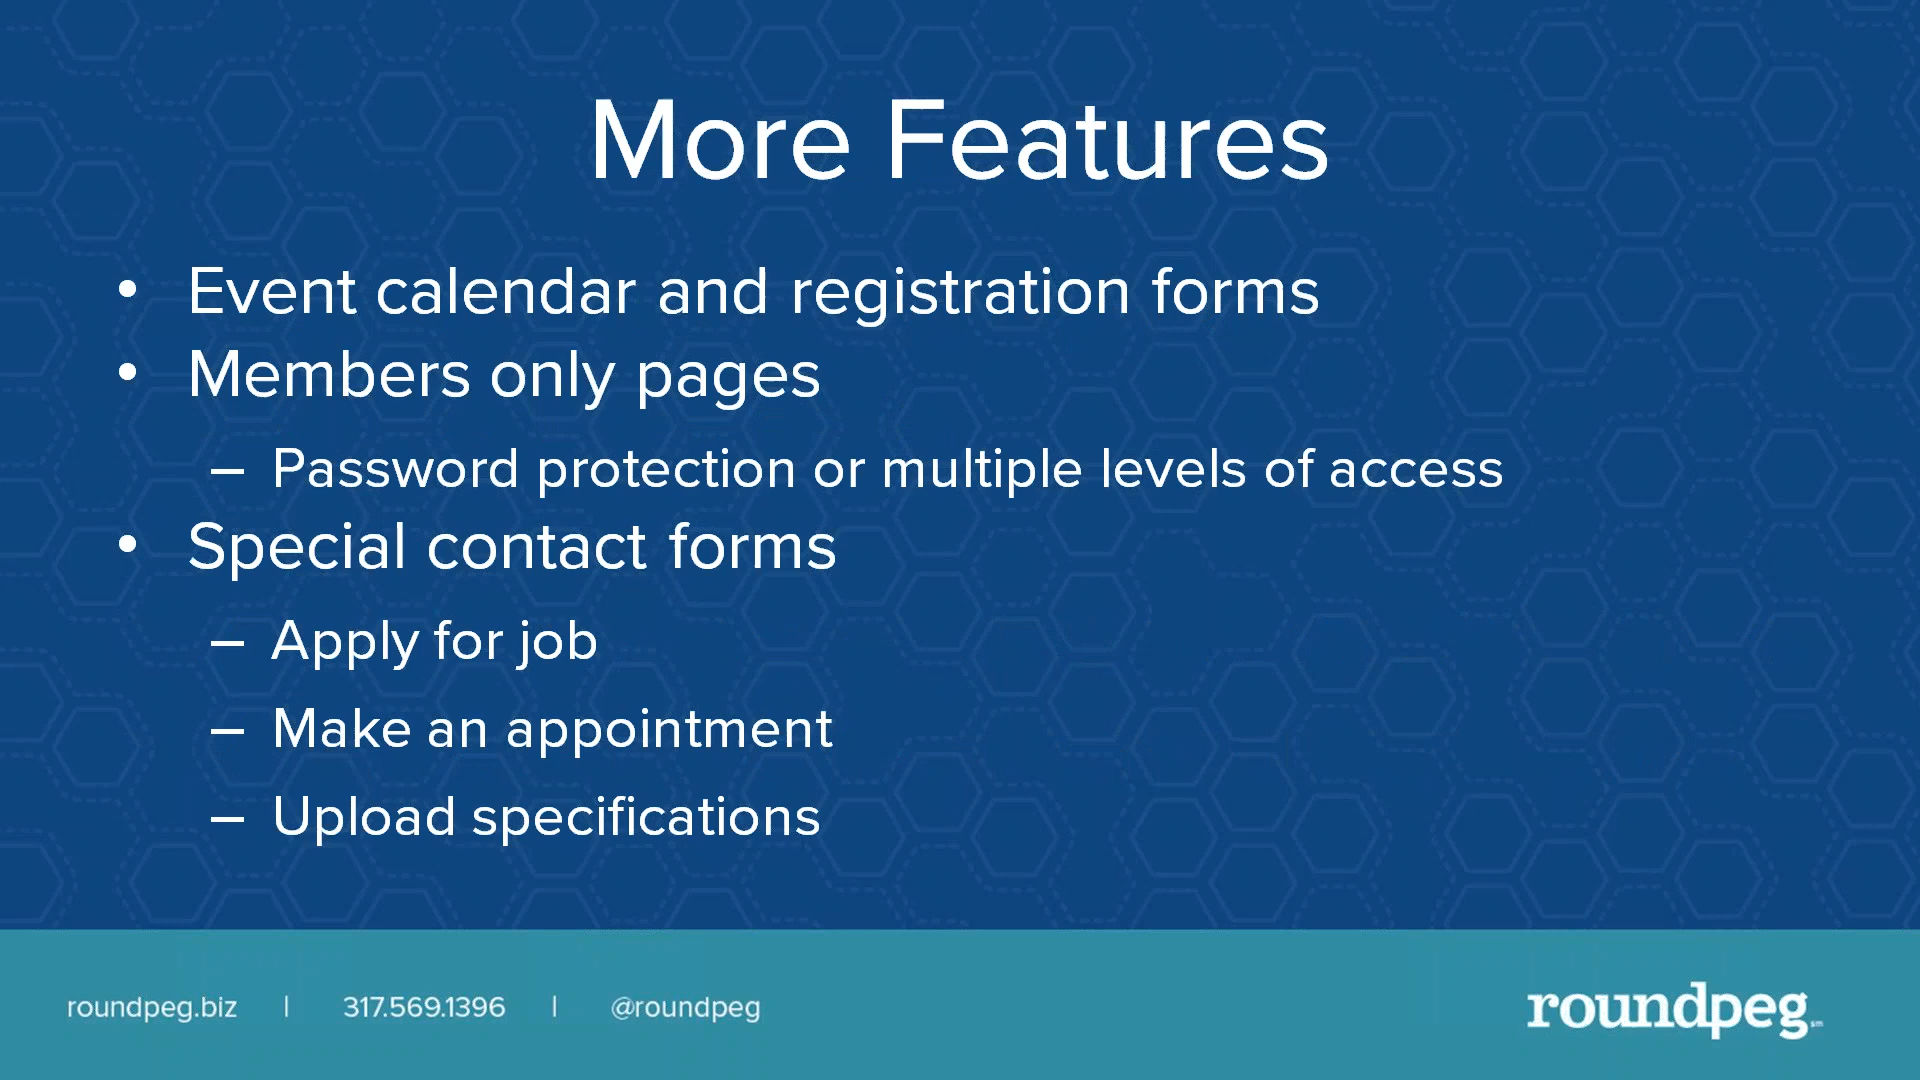 More Features
• Event calendar and registration forms
• Members only pages
– Password protection or multiple levels of access
• Special contact forms
– Apply for job
– Make an appointment
– Upload specifications
roundpeg.biz | 317.569.1396 | @roundpeg
roundpeg℠